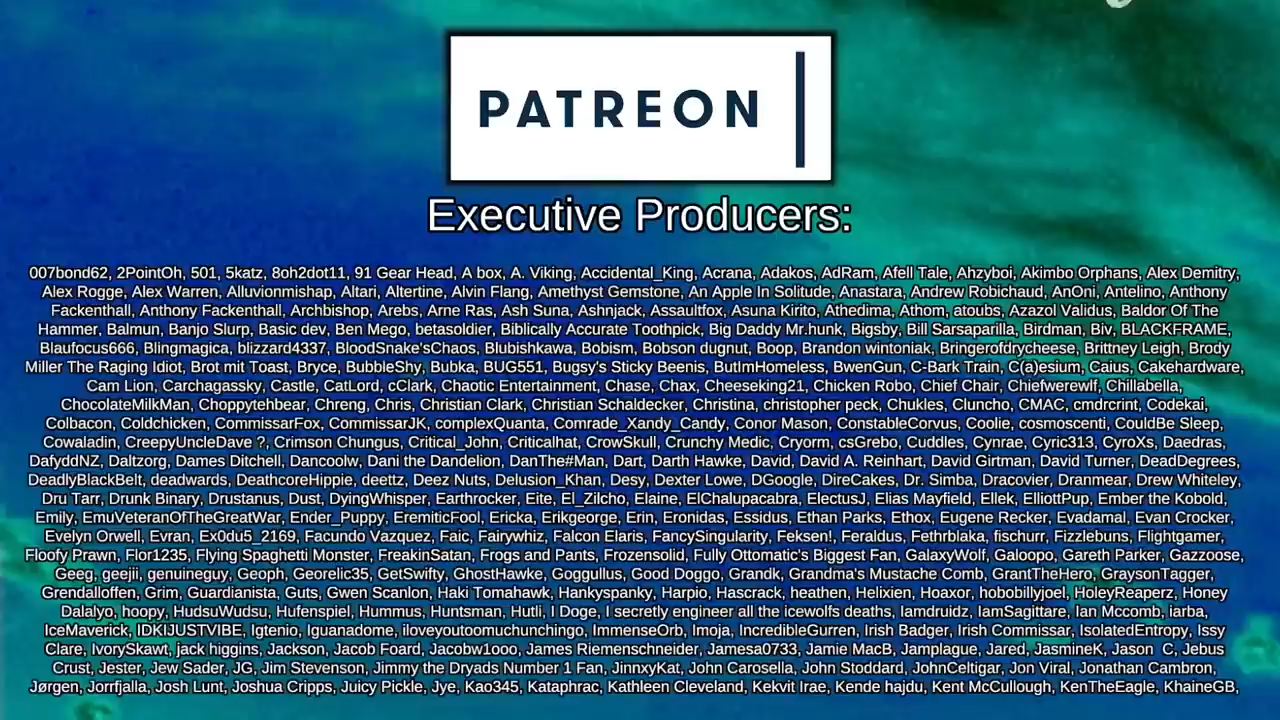 PATREON
Executive Producers:
007bond62, 2PointOh, 501, 5katz, 8oh2dot11, 91 Gear Head, A box, A. Viking, Accidental_King, Acrana, Adakos, AdRam, Afell Tale, Ahzyboi, Akimbo Orphans, Alex Demitry,
Alex Rogge, Alex Warren, Alluvionmishap, Altari, Altertine, Alvin Flang, Amethyst Gemstone, An Apple In Solitude, Anastara, Andrew Robichaud, AnOni, Antelino, Anthony
Fackenthall, Anthony Fackenthall, Archbishop, Arebs, Arne Ras, Ash Suna, Ashnjack, Assaultfox, Asuna Kirito, Athedima, Athom, atoubs, Azazol Validus, Baldor Of The
Hammer, Balmun, Banjo Slurp, Basic dev, Ben Mego, betasoldier, Biblically Accurate Toothpick, Big Daddy Mr.hunk, Bigsby, Bill Sarsaparilla, Birdman, Biv, BLACKFRAME,
Blaufocus666, Blingmagica, blizzard4337, BloodSnake'sChaos, Blubishkawa, Bobism, Bobson dugnut, Boop, Brandon wintoniak, Bringerofdrycheese, Brittney Leigh, Brody
Miller The Raging Idiot, Brot mit Toast, Bryce, BubbleShy, Bubka, BUG551, Bugsy's Sticky Beenis, ButImHomeless, BwenGun, C-Bark Train, C(a)esium, Caius, Cakehardware,
Cam Lion, Carchagassky, Castle, CatLord, cClark, Chaotic Entertainment, Chase, Chax, Cheeseking21, Chicken Robo, Chief Chair, Chiefwerewlf, Chillabella,
ChocolateMilkMan, Choppytehbear, Chreng, Chris, Christian Clark, Christian Schaldecker, Christina, christopher peck, Chukles, Cluncho, CMAC, cmdrcrint, Codekai,
Colbacon, Coldchicken, CommissarFox, CommissarJK, complexQuanta, Comrade_Xandy_Candy, Conor Mason, ConstableCorvus, Coolie, cosmoscenti, CouldBe Sleep,
Cowaladin, CreepyUncleDave ?, Crimson Chungus, Critical_John, Criticalhat, CrowSkull, Crunchy Medic, Cryorm, csGrebo, Cuddles, Cynrae, Cyric313, CyroXs, Daedras,
DafyddNZ, Daltzorg, Dames Ditchell, Dancoolw, Dani the Dandelion, DanThe#Man, Dart, Darth Hawke, David, David A. Reinhart, David Girtman, David Turner, DeadDegrees,
DeadlyBlackBelt, deadwards, DeathcoreHippie, deettz, Deez Nuts, Delusion_Khan, Desy, Dexter Lowe, DGoogle, DireCakes, Dr. Simba, Dracovier, Dranmear, Drew Whiteley,
Dru Tarr, Drunk Binary, Drustanus, Dust, DyingWhisper, Earthrocker, Eite, El_Zilcho, Elaine, ElChalupacabra, ElectusJ, Elias Mayfield, Ellek, ElliottPup, Ember the Kobold,
Emily, EmuVeteranOfTheGreatWar, Ender_Puppy, EremiticFool, Ericka, Erikgeorge, Erin, Eronidas, Essidus, Ethan Parks, Ethox, Eugene Recker, Evadamal, Evan Crocker,
Evelyn Orwell, Evran, Ex0du5_2169, Facundo Vazquez, Faic, Fairywhiz, Falcon Elaris, FancySingularity, Feksen!, Feraldus, Fethrblaka, fischurr, Fizzlebuns, Flightgamer,
Floofy Prawn, Flor1235, Flying Spaghetti Monster, FreakinSatan, Frogs and Pants, Frozensolid, Fully Ottomatic's Biggest Fan, GalaxyWolf, Galoopo, Gareth Parker, Gazzoose,
Geeg, geejii, genuineguy, Geoph, Georelic35, GetSwifty, GhostHawke, Goggullus, Good Doggo, Grandk, Grandma's Mustache Comb, GrantTheHero, GraysonTagger,
Grendalloffen, Grim, Guardianista, Guts, Gwen Scanlon, Haki Tomahawk, Hankyspanky, Harpio, Hascrack, heathen, Helixien, Hoaxor, hobobillyjoel, HoleyReaperz, Honey
Dalalyo, hoopy, HudsuWudsu, Hufenspiel, Hummus, Huntsman, Hutli, I Doge, I secretly engineer all the icewolfs deaths, Iamdruidz, IamSagittare, Ian Mccomb, iarba,
IceMaverick, IDKIJUSTVIBE, Igtenio, Iguanadome, iloveyoutoomuchunchingo, ImmenseOrb, Imoja, IncredibleGurren, Irish Badger, Irish Commissar, IsolatedEntropy, Issy
Clare, IvorySkawt, jack higgins, Jackson, Jacob Foard, Jacobw1ooo, James Riemenschneider, Jamesa0733, Jamie MacB, Jamplague, Jared, JasmineK, Jason  C, Jebus
Crust, Jester, Jew Sader, JG, Jim Stevenson, Jimmy the Dryads Number 1 Fan, JinnxyKat, John Carosella, John Stoddard, JohnCeltigar, Jon Viral, Jonathan Cambron,
Jørgen, Jorrfjalla, Josh Lunt, Joshua Cripps, Juicy Pickle, Jye, Kao345, Kataphrac, Kathleen Cleveland, Kekvit Irae, Kende hajdu, Kent McCullough, KenTheEagle, KhaineGB,